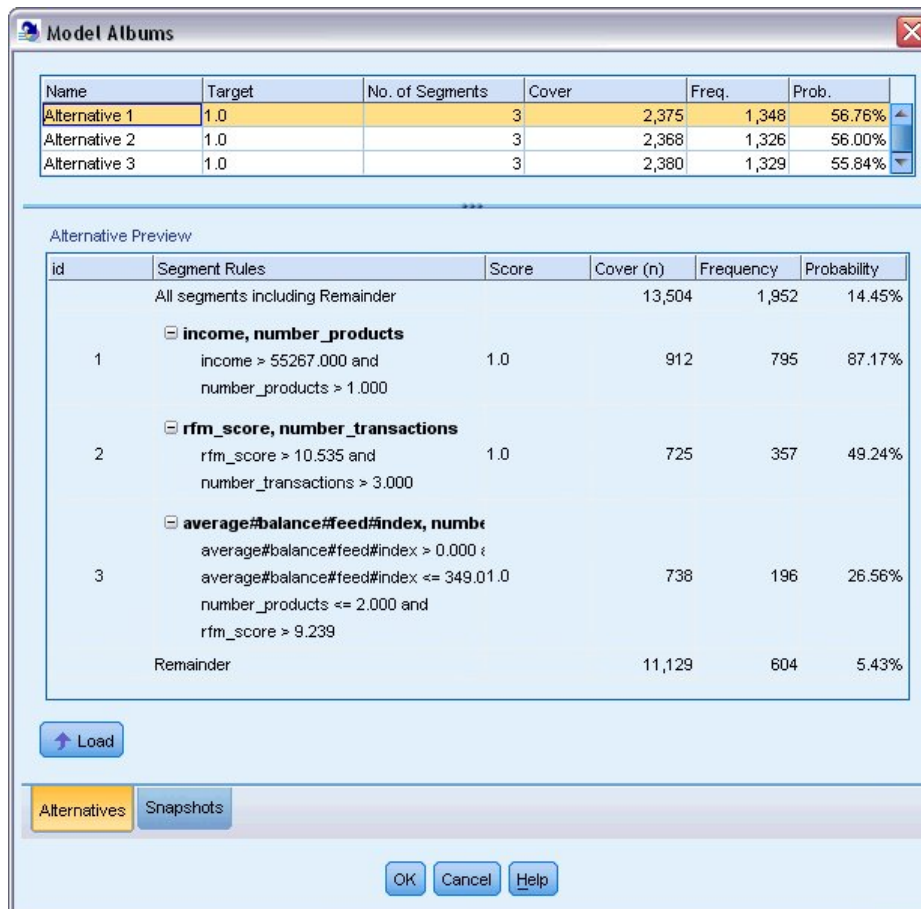 Model Albums
Name Target No. of Segments Cover Freq. Prob.
Alternative 1 1.0 3 2,375 1,348 56.76%
Alternative 2 1.0 3 2,368 1,326 56.00%
Alternative 3 1.0 3 2,380 1,329 55.84%
Alternative Preview
id Segment Rules Score Cover (n) Frequency Probability
All segments including Remainder 13,504 1,952 14.45%
income, number_products
income > 55267.000 and
1 1.0 912 795 87.17%
number_products > 1.000
rfm_score, number_transactions
rfm_score > 10.535 and
2 1.0 725 357 49.24%
number_transactions > 3.000
average#balance#feed#index, numbe
average#balance#feed#index > 0.000 a
average#balance#feed#index <= 349.0
3 1.0 738 196 26.56%
number_products <= 2.000 and
rfm_score > 9.239
Remainder 11,129 604 5.43%
Load
Alternatives Snapshots
OK Cancel Help